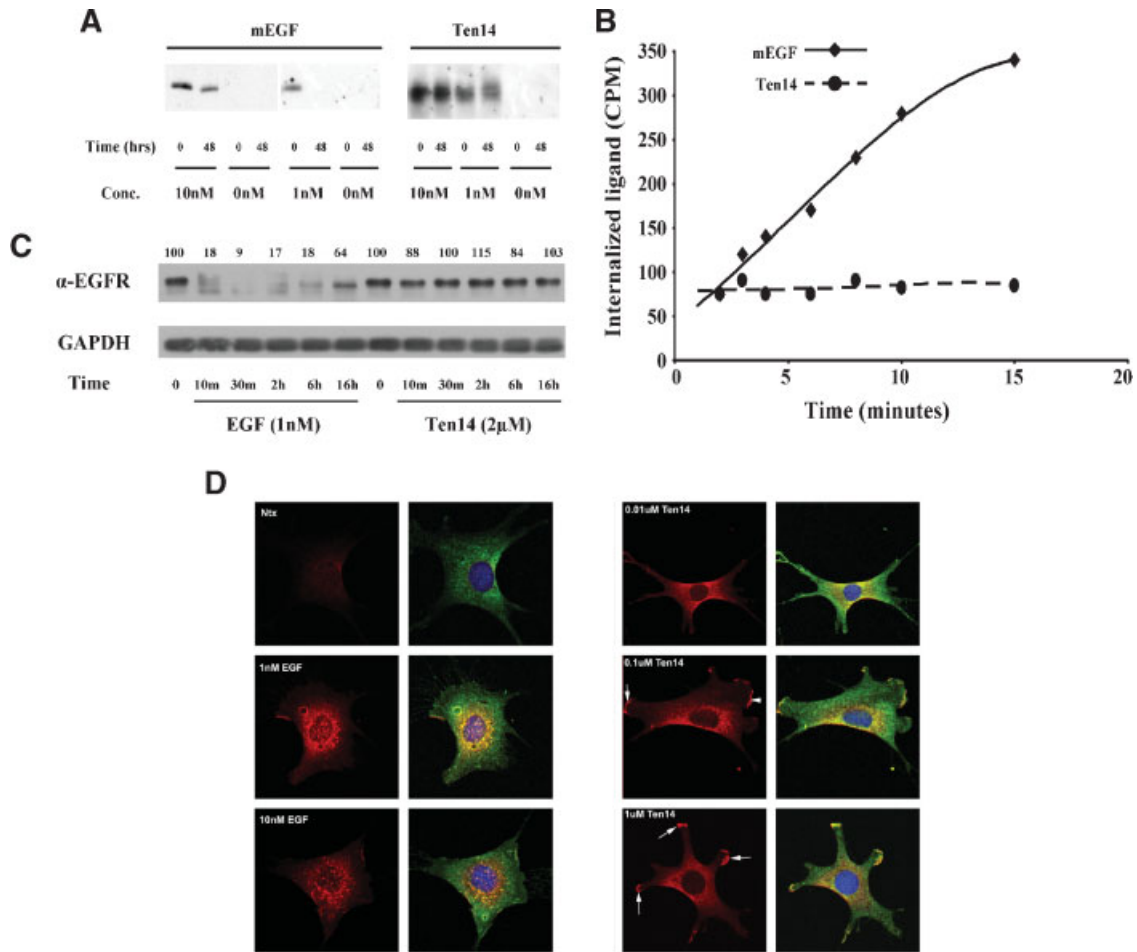 A
mEGF Ten14
Time (hrs) 0 48 0 48 0 48 0 48 0 48 0 48 0 48
Conc. 10nM 0nM 1nM 0nM 10nM 1nM 0nM
B
Internalized ligand (CPM)
350
300
250
200
150
100
50
0
mEGF
Ten14
0 5 10 15 20
Time (minutes)
C
100 18 9 17 18 64 100 88 100 115 84 103
α-EGFR
GAPDH
Time 0 10m 30m 2h 6h 16h 0 10m 30m 2h 6h 16h
EGF (1nM) Ten14 (2μM)
D
Ntx
1nM EGF
10nM EGF
0.01uM Ten14
0.1uM Ten14
1uM Ten14